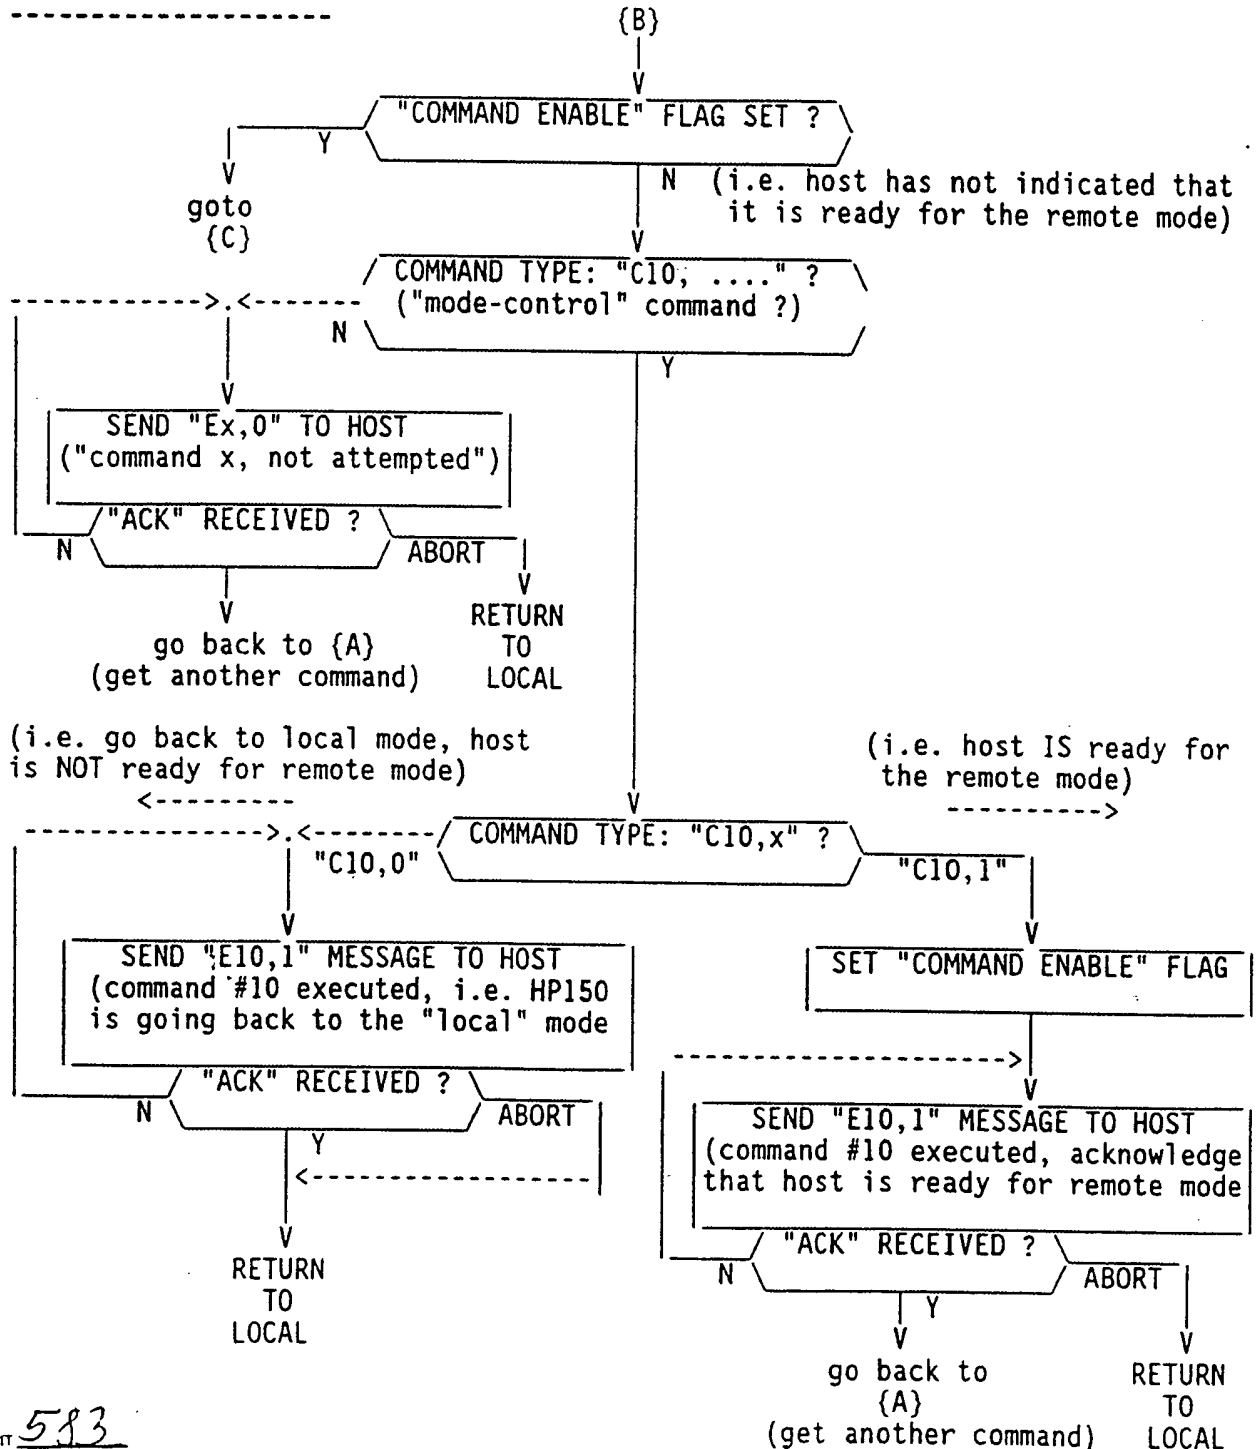 {B}
"COMMAND ENABLE" FLAG SET ?
Y
N (i.e. host has not indicated that
it is ready for the remote mode)
goto
{C}
COMMAND TYPE: "C10, ...." ?
("mode-control" command ?)
N
Y
SEND "Ex,0" TO HOST
("command x, not attempted")
"ACK" RECEIVED ?
N
ABORT
go back to {A}
(get another command)
RETURN
TO
LOCAL
(i.e. go back to local mode, host
is NOT ready for remote mode)
(i.e. host IS ready for
the remote mode)
COMMAND TYPE: "C10,x" ?
"C10,0"
"C10,1"
SEND "E10,1" MESSAGE TO HOST
(command #10 executed, i.e. HP150
is going back to the "local" mode
SET "COMMAND ENABLE" FLAG
"ACK" RECEIVED ?
N
ABORT
Y
RETURN
TO
LOCAL
SEND "E10,1" MESSAGE TO HOST
(command #10 executed, acknowledge
that host is ready for remote mode
"ACK" RECEIVED ?
N
ABORT
Y
go back to
{A}
(get another command)
RETURN
TO
LOCAL
583